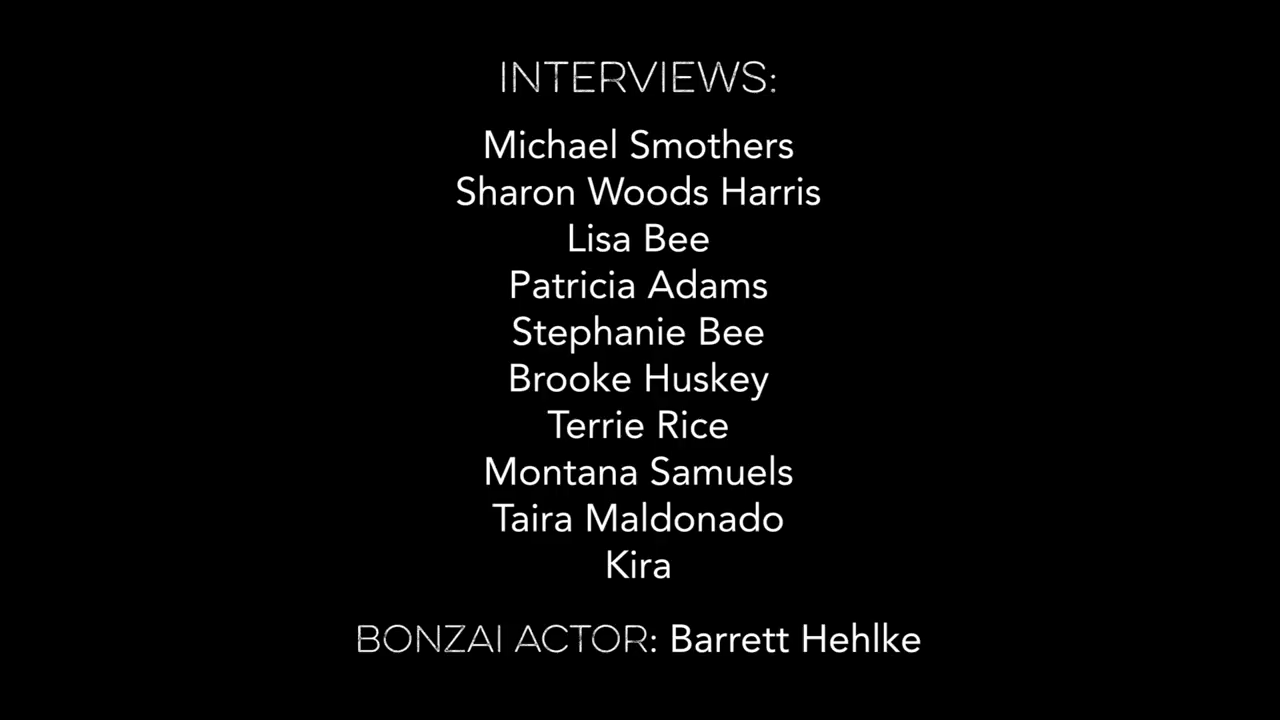 INTERVIEWS:
Michael Smothers
Sharon Woods Harris
Lisa Bee
Patricia Adams
Stephanie Bee
Brooke Huskey
Terrie Rice
Montana Samuels
Taira Maldonado
Kira
BONZAI ACTOR: Barrett Hehlke